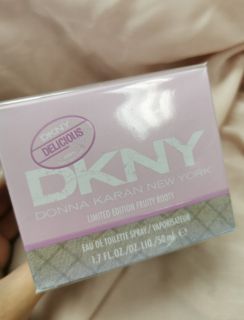 DKNY
DELICIOUS
DKNY
DONNA KARAN NEW YORK
LIMITED EDITION FRUITY ROOTY
EAU DE TOILETTE SPRAY / VAPORISATEUR
1.7 FL.OZ./OZ.LIQ./50 ml e